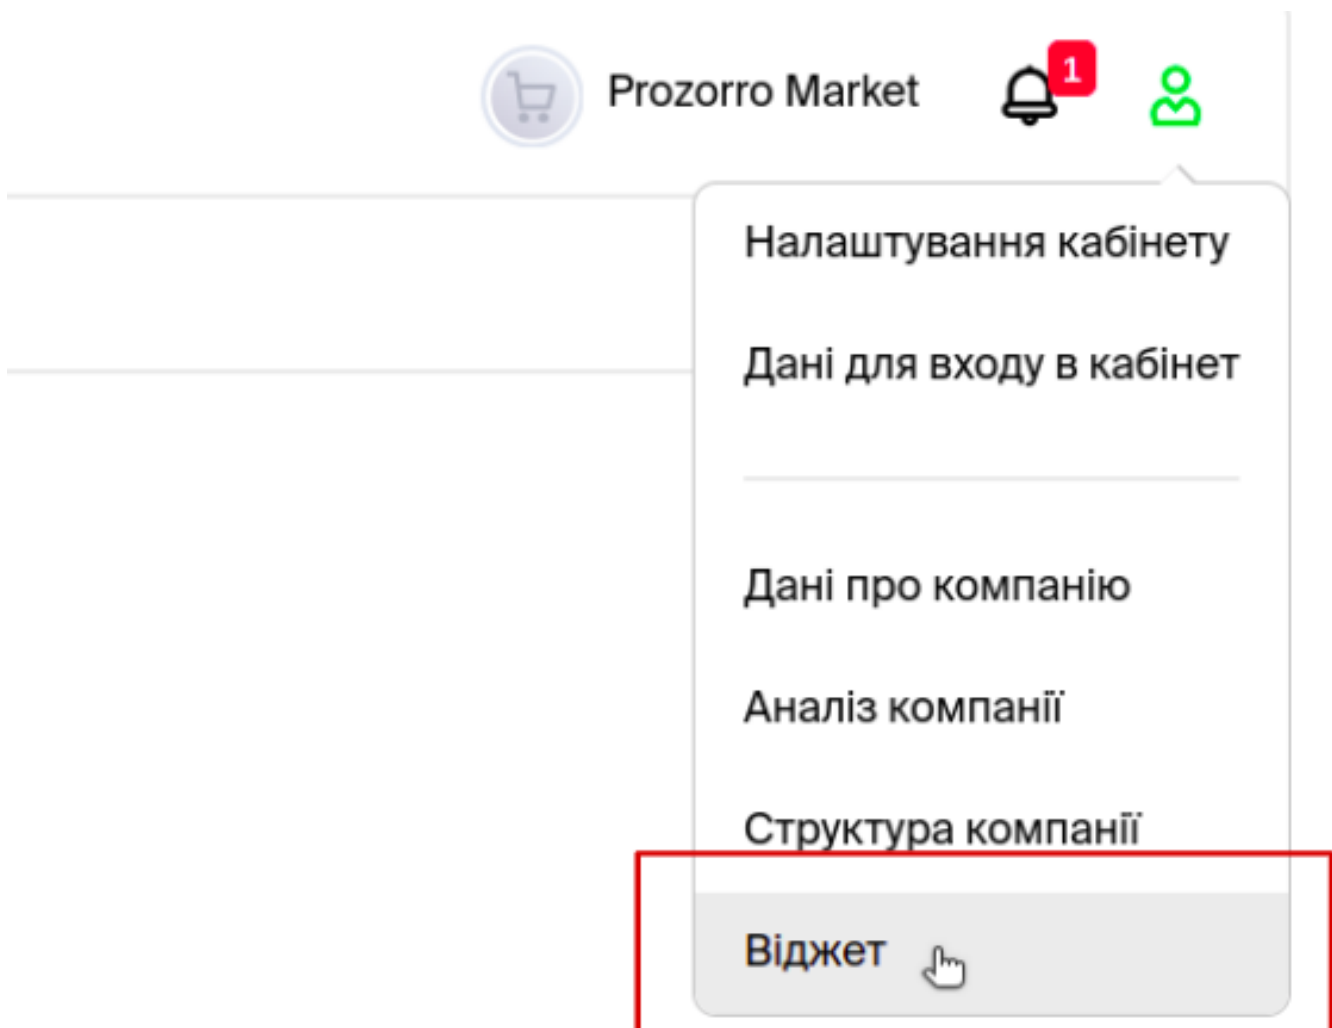 Prozorro Market
1
Налаштування кабінету
Дані для входу в кабінет
Дані про компанію
Аналіз компанії
Структура компанії
Віджет